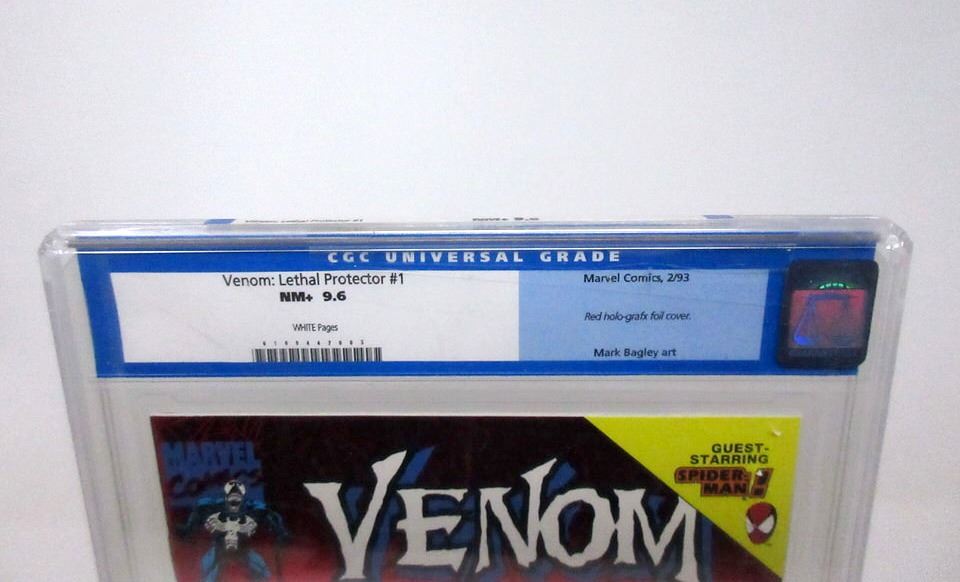 CGC UNIVERSAL GRADE
Venom: Lethal Protector #1
NM+ 9.6
WHITE Pages
Marvel Comics, 2/93
Red holo-grafx foil cover.
Mark Bagley art
MARVEL
COMICS
VENOM
GUEST-
STARRING
SPIDER-
MAN!